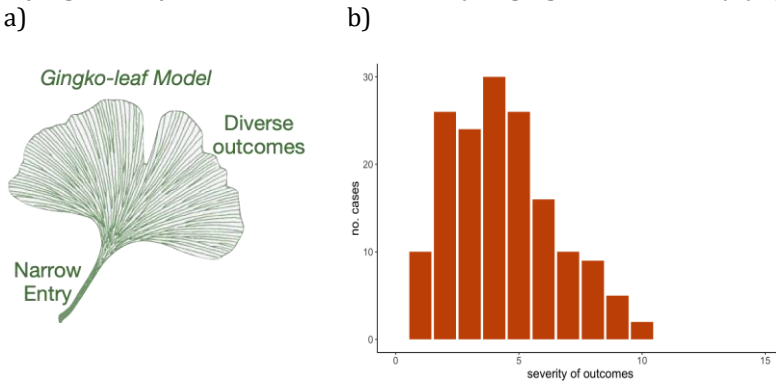 a)
b)
Gingko-leaf Model
Diverse
outcomes
Narrow
Entry
no. cases
30
20
10
0
0
5
10
15
severity of outcomes